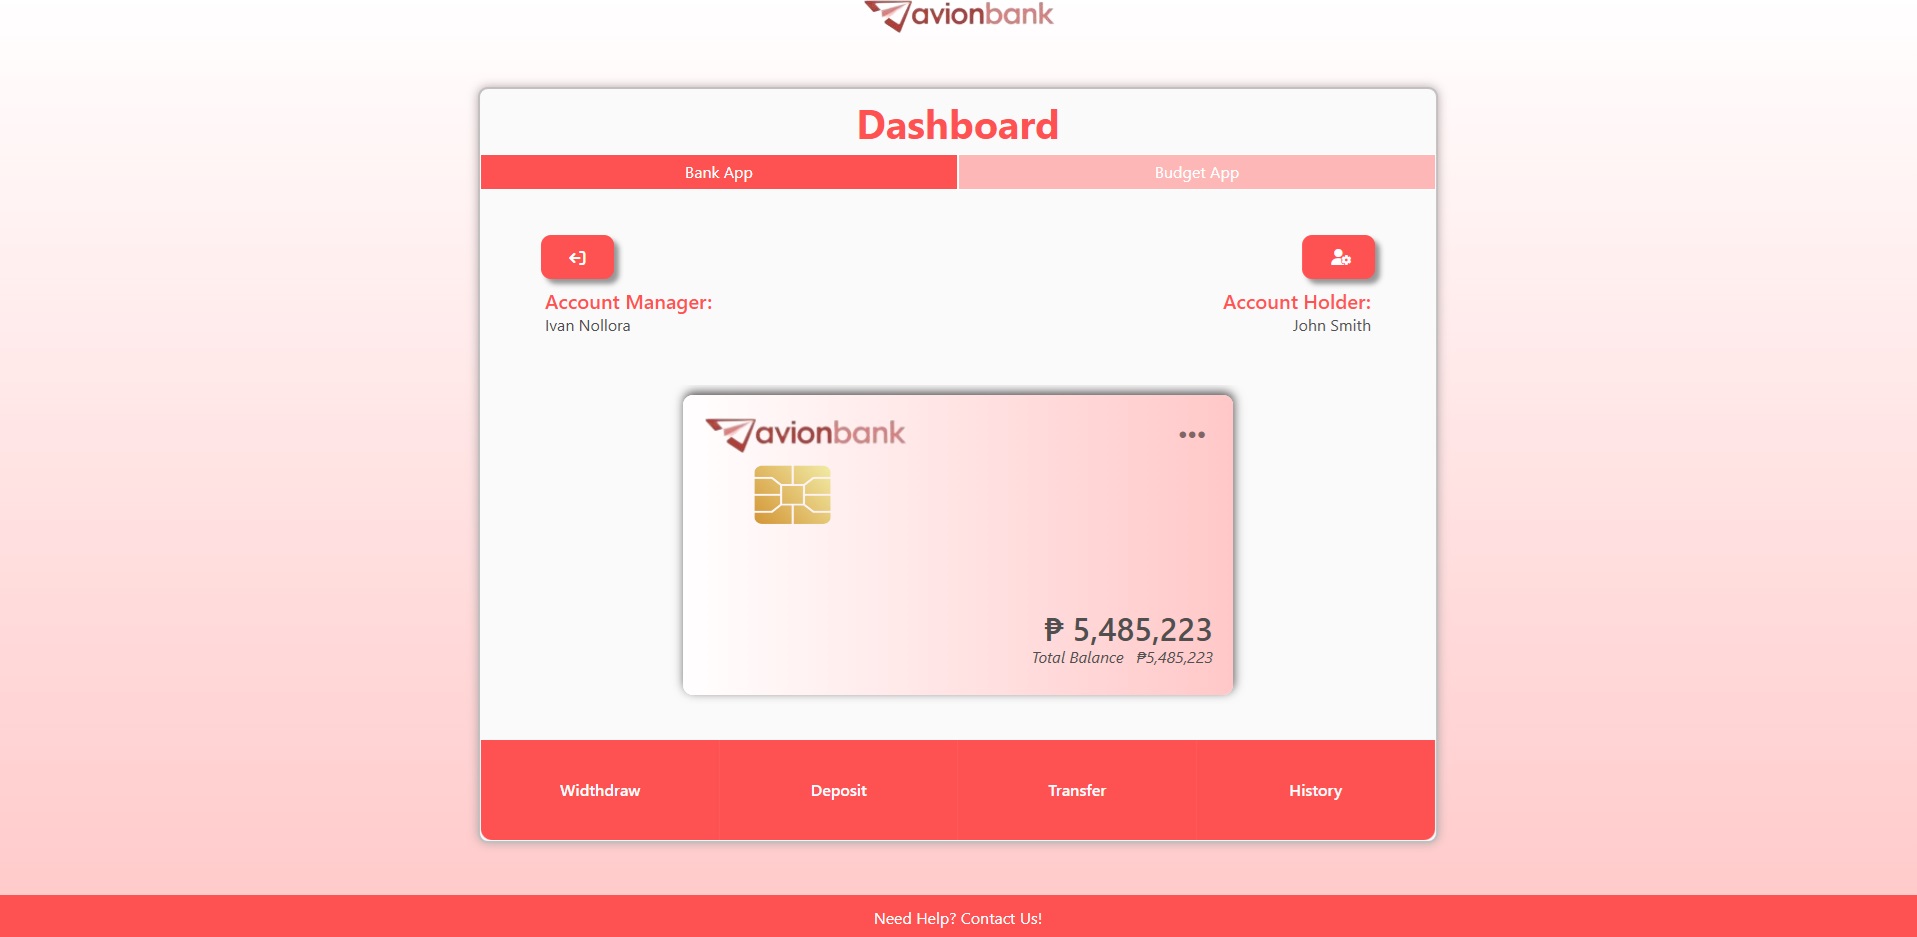 avionbank
Dashboard
Bank App
Budget App
Account Manager:
Ivan Nollora
Account Holder:
John Smith
avionbank
₱ 5,485,223
Total Balance ₱5,485,223
Widthdraw
Deposit
Transfer
History
Need Help? Contact Us!